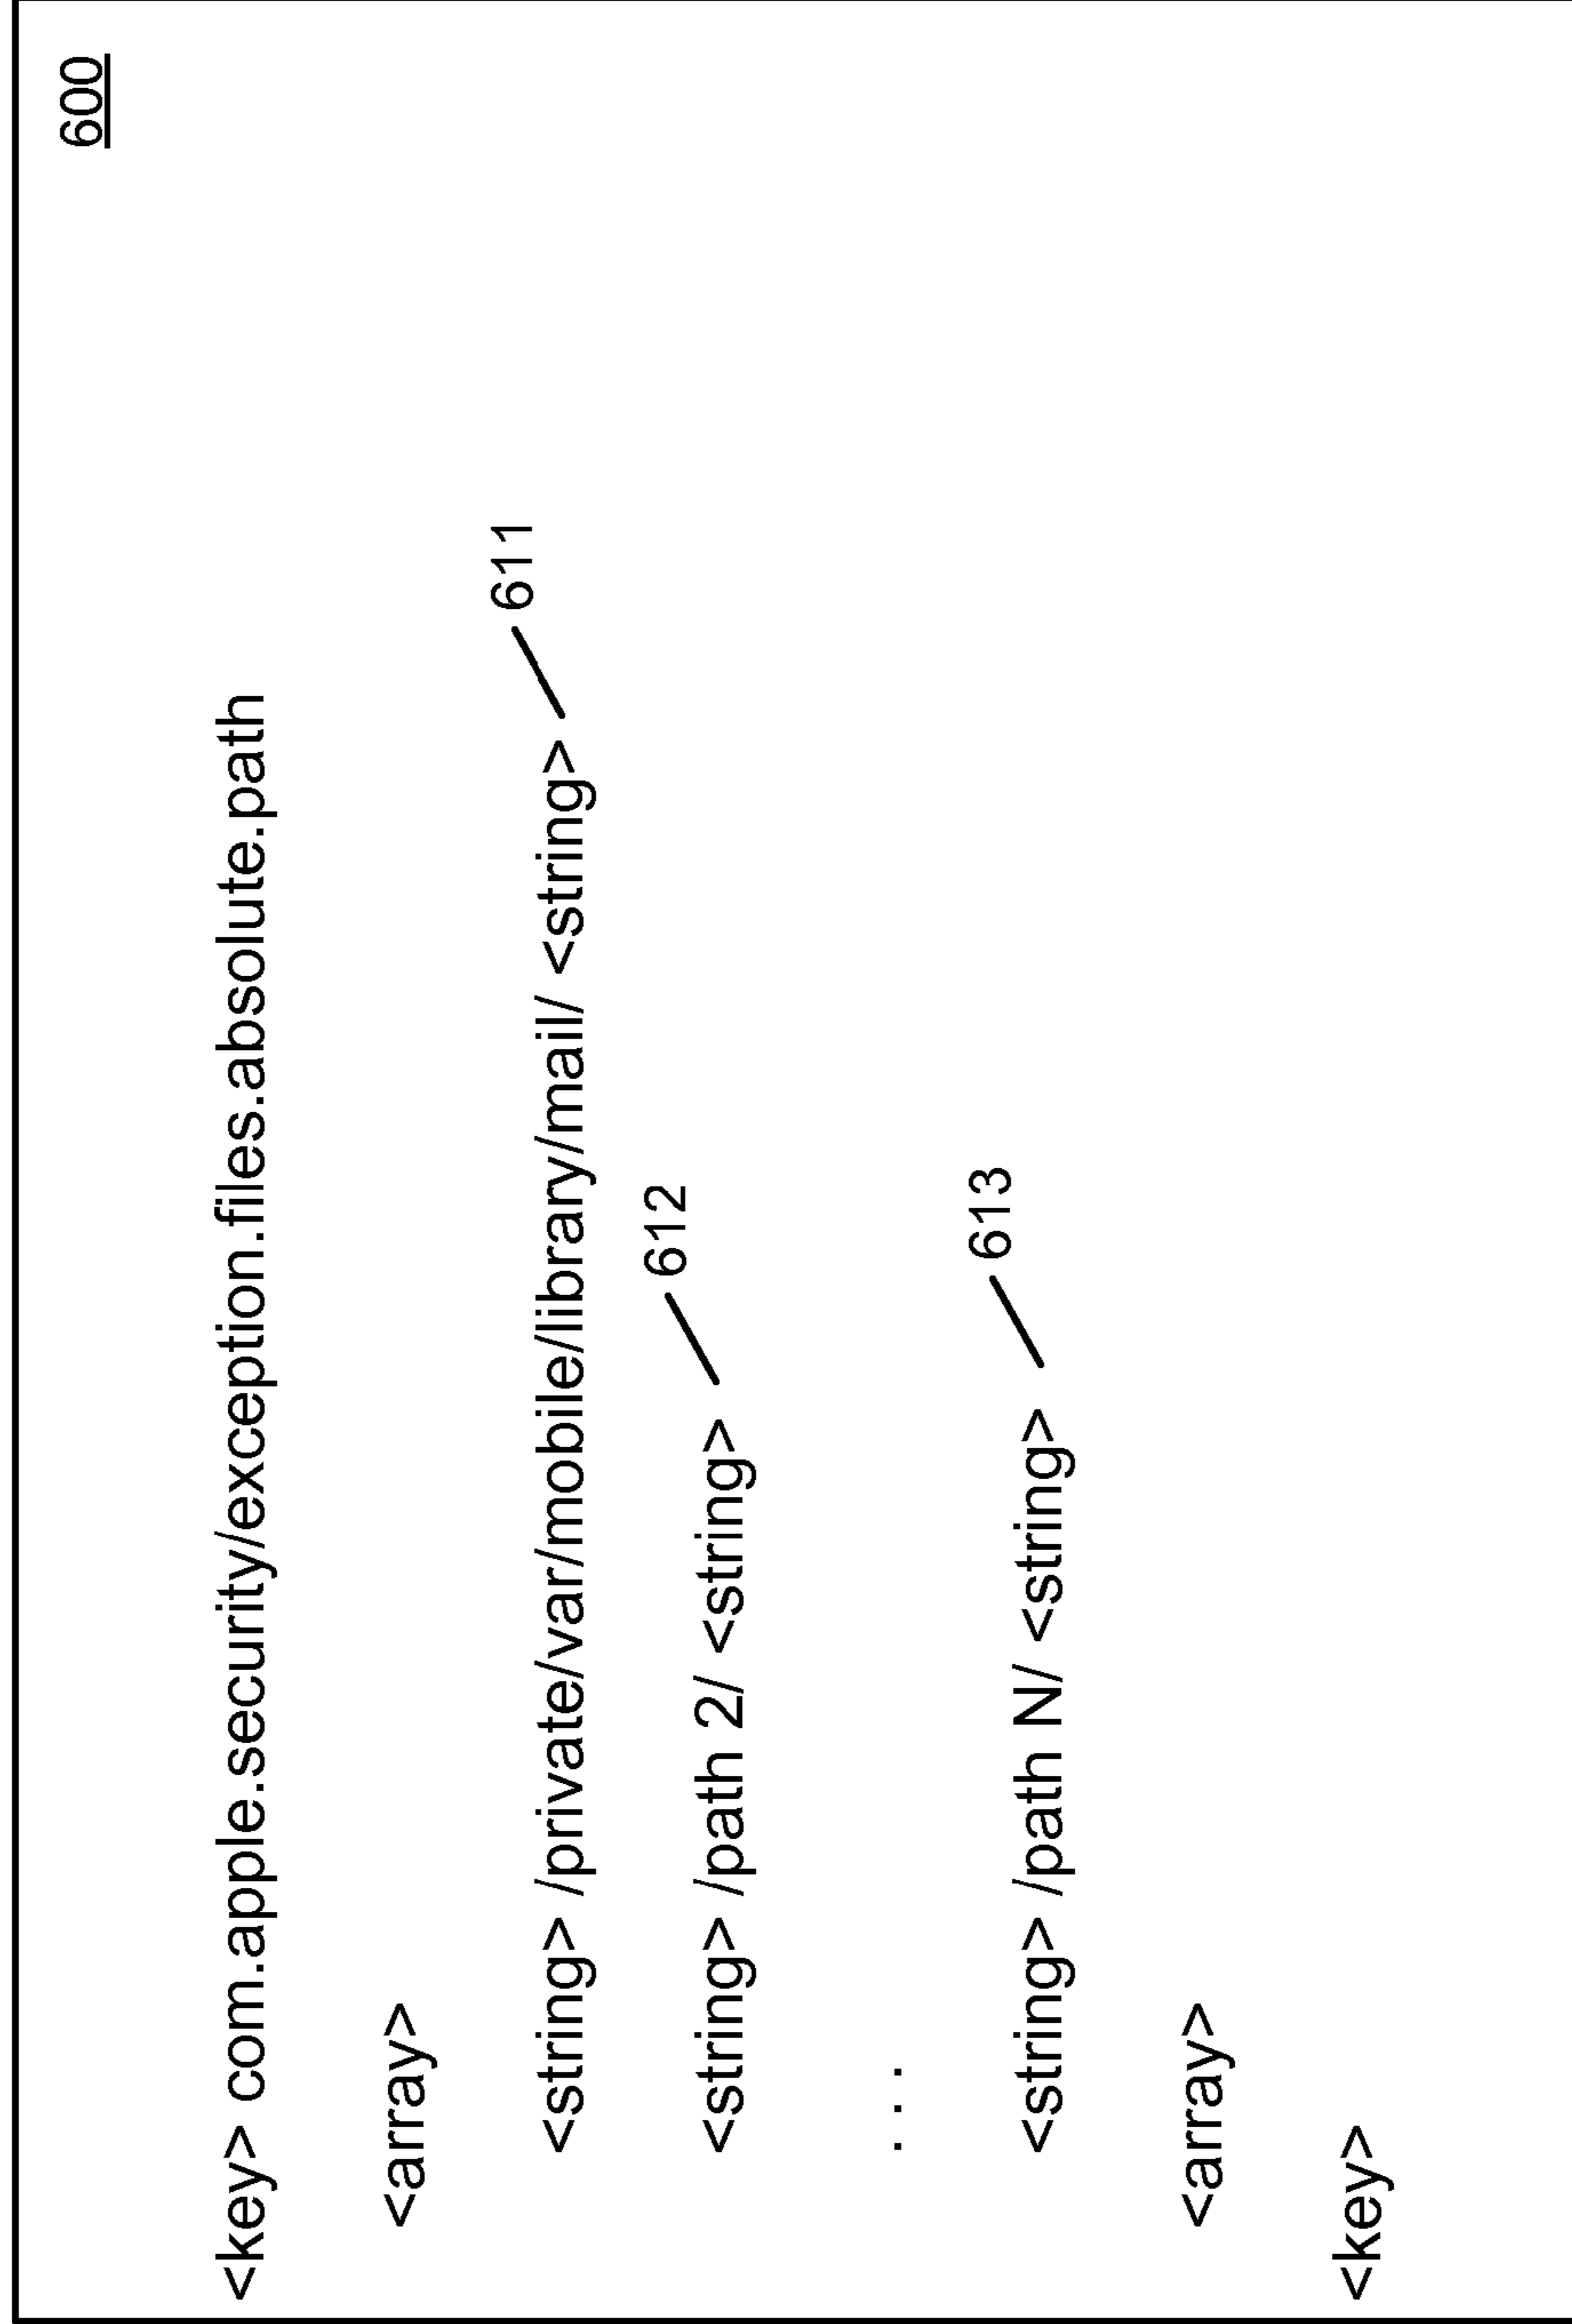 600
<key> com.apple.security/exception.files.absolute.path
<array>
<string> /private/var/mobile/library/mail/ <string> 611
<string> /path 2/ <string> 612
. . .
<string> /path N/ <string> 613
<array>
<key>